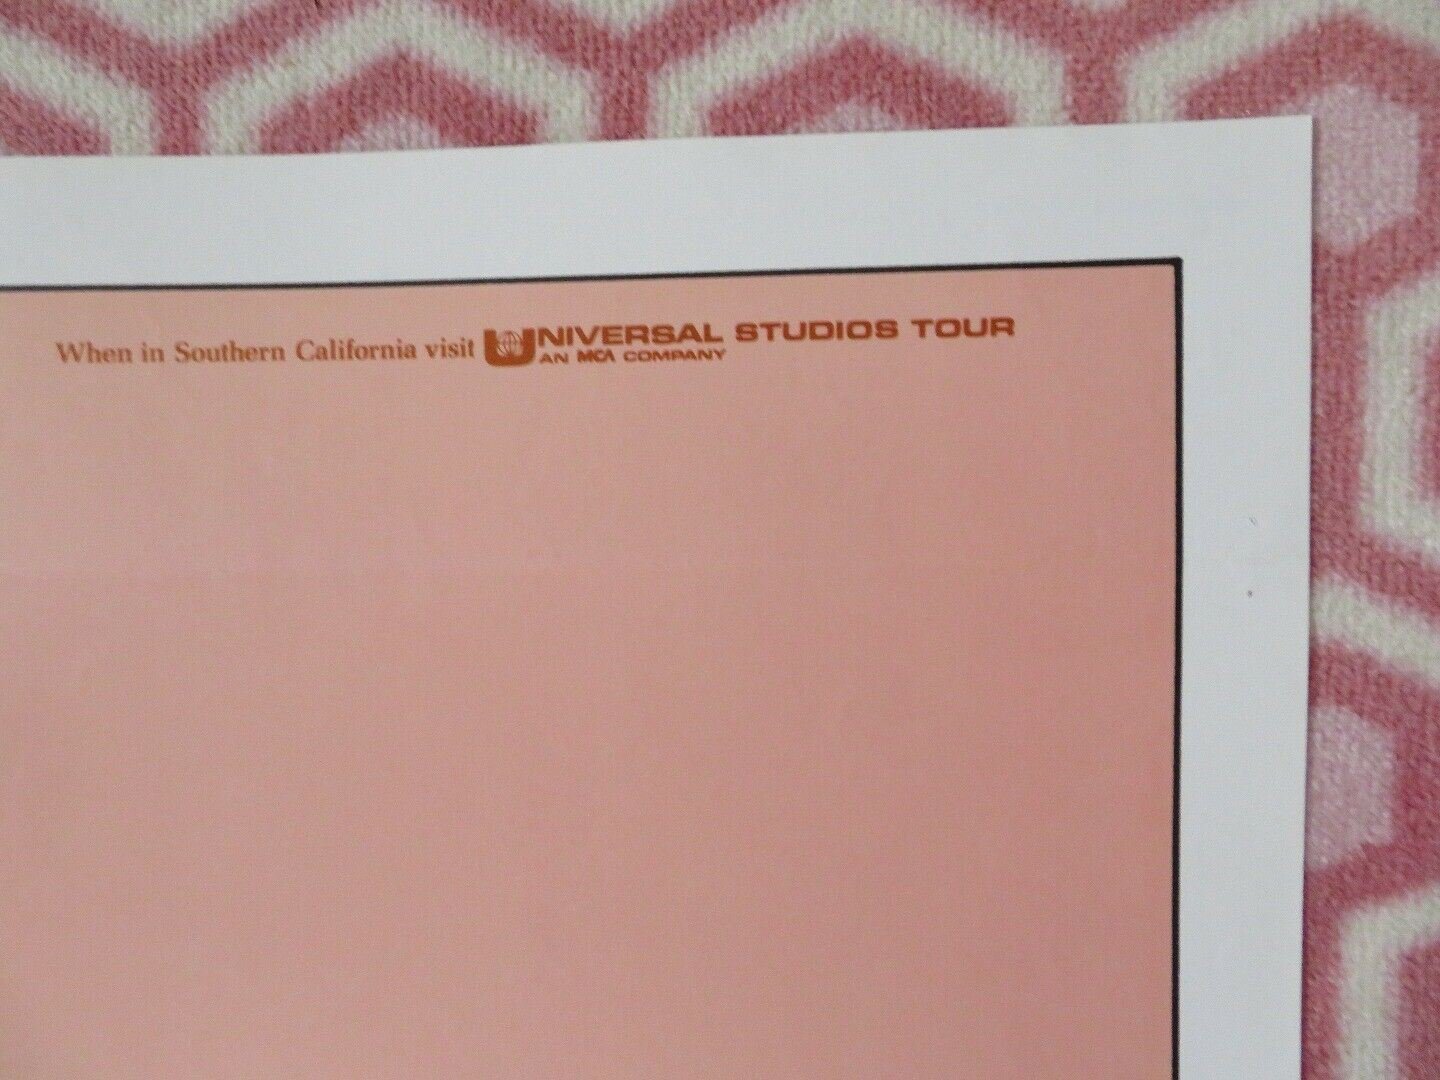 When in Southern California visit UNIVERSAL STUDIOS TOUR
AN MCA COMPANY